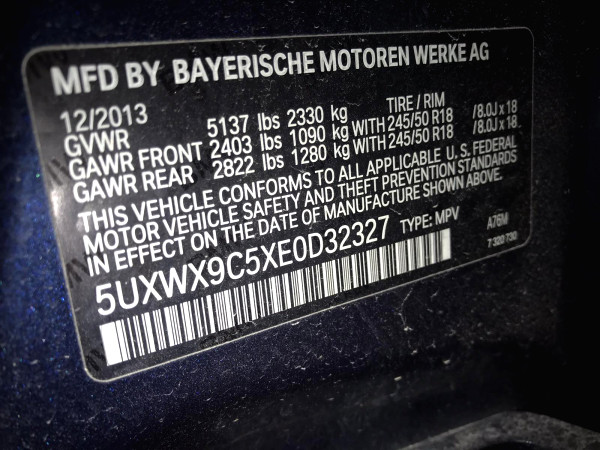 MFD BY BAYERISCHE MOTOREN WERKE AG
12/2013 TIRE / RIM
GVWR 5137 lbs 2330 kg
GAWR FRONT 2403 lbs 1090 kg WITH 245/50 R18 /8.0J x 18
GAWR REAR 2822 lbs 1280 kg WITH 245/50 R18 /8.0J x 18
THIS VEHICLE CONFORMS TO ALL APPLICABLE U.S. FEDERAL
MOTOR VEHICLE SAFETY AND THEFT PREVENTION STANDARDS
IN EFFECT ON THE DATE OF MANUFACTURE SHOWN ABOVE.
5UXWX9C5XE0D32327 TYPE: MPV A76M
7 320 730